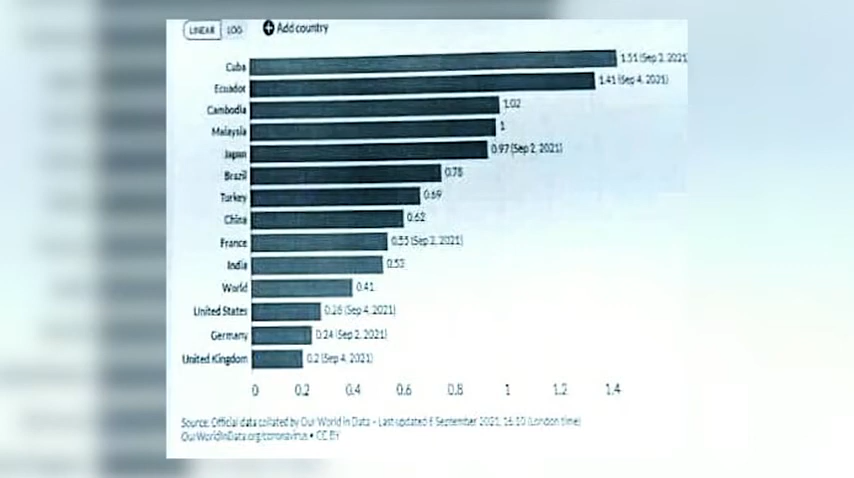 LINEAR LOG Add country
Cuba 1.51 (Sep 2, 2021)
Ecuador 1.41 (Sep 4, 2021)
Cambodia 1.02
Malaysia 1
Japan 0.97 (Sep 2, 2021)
Brazil 0.78
Turkey 0.69
China 0.62
France 0.55 (Sep 2, 2021)
India 0.53
World 0.41
United States 0.26 (Sep 4, 2021)
Germany 0.24 (Sep 2, 2021)
United Kingdom 0.2 (Sep 4, 2021)
0 0.2 0.4 0.6 0.8 1 1.2 1.4
Source: Official data collated by Our World in Data – Last updated 6 September 2021, 16:10 (London time)
OurWorldInData.org/coronavirus • CC BY